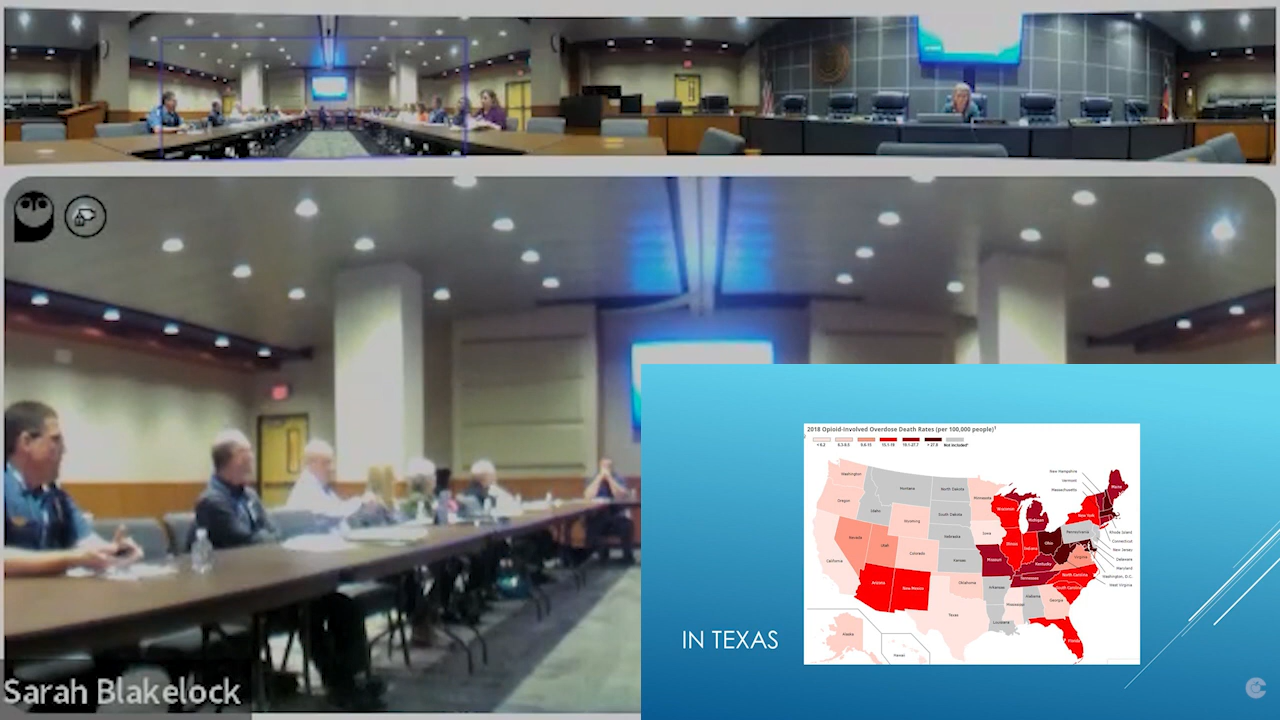 2018 Opioid-Involved Overdose Death Rates (per 100,000 people)¹
Not Included²
Washington
Montana
North Dakota
Minnesota
Oregon
Idaho
South Dakota
Wisconsin
Michigan
New York
Maine
Wyoming
Iowa
Nebraska
Nevada
Utah
Colorado
Illinois
Indiana
Ohio
Pennsylvania
California
Kansas
Missouri
Kentucky
Virginia
Arizona
New Mexico
Oklahoma
Arkansas
Tennessee
North Carolina
South Carolina
Texas
Louisiana
Mississippi
Alabama
Georgia
Florida
Alaska
Hawaii
New Hampshire
Vermont
Massachusetts
Rhode Island
Connecticut
New Jersey
Delaware
Maryland
Washington, D.C.
West Virginia
IN TEXAS
Sarah Blakelock